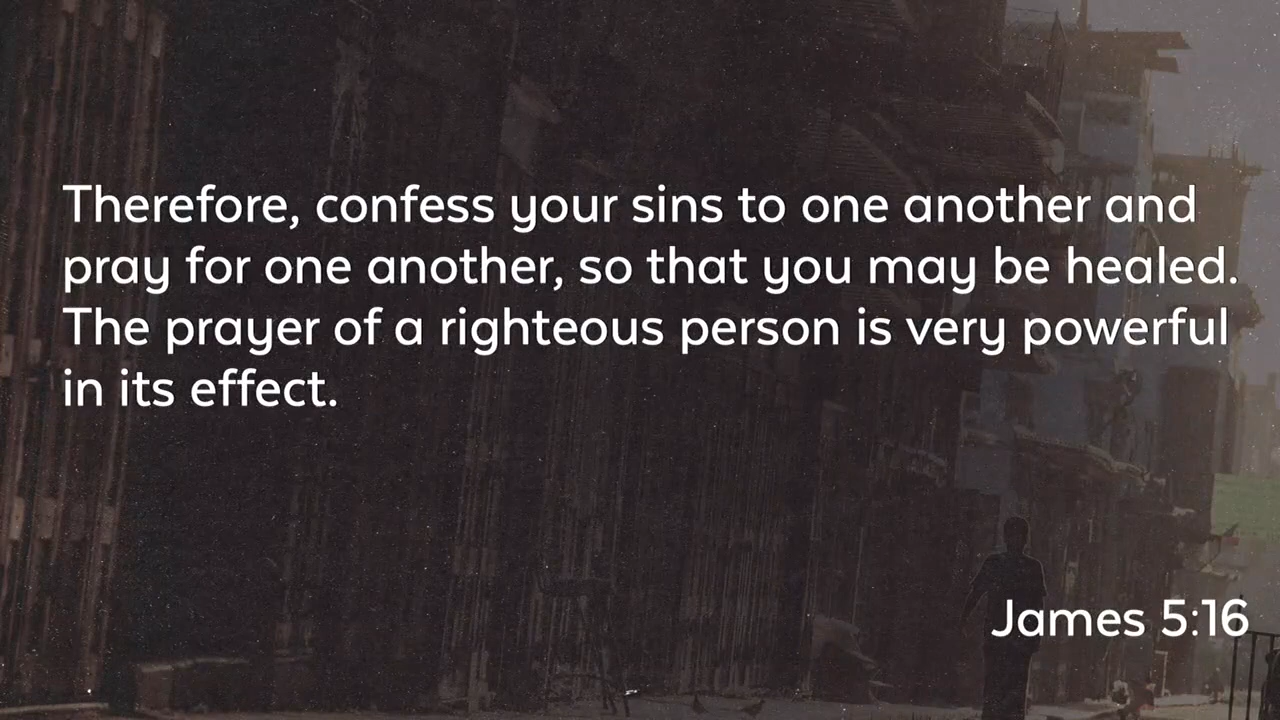 Therefore, confess your sins to one another and
pray for one another, so that you may be healed.
The prayer of a righteous person is very powerful
in its effect.
James 5:16